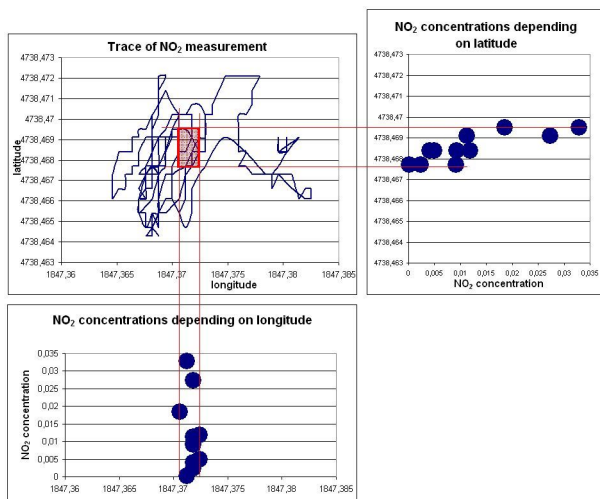 Trace of NO₂ measurement
latitude
4738,473
4738,472
4738,471
4738,47
4738,469
4738,468
4738,467
4738,466
4738,465
4738,464
4738,463
1847,36 1847,365 1847,37 1847,375 1847,38 1847,385
longitude
NO₂ concentrations depending
on latitude
4738,473
4738,472
4738,471
4738,47
4738,469
4738,468
4738,467
4738,466
4738,465
4738,464
4738,463
0 0,005 0,01 0,015 0,02 0,025 0,03 0,035
NO₂ concentration
NO₂ concentrations depending on longitude
NO₂ concentration
0,035
0,03
0,025
0,02
0,015
0,01
0,005
0
1847,36 1847,365 1847,37 1847,375 1847,38 1847,385